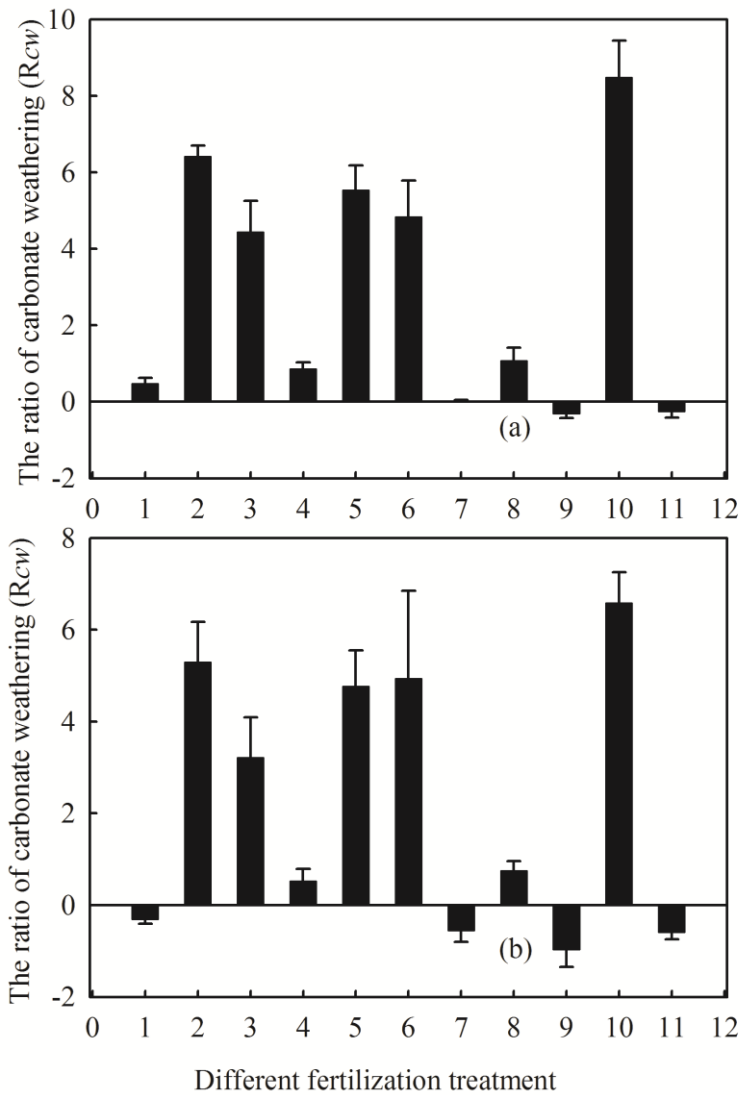 The ratio of carbonate weathering (Rcw)
10
8
6
4
2
0
-2
(a)
0 1 2 3 4 5 6 7 8 9 10 11 12
The ratio of carbonate weathering (Rcw)
8
6
4
2
0
-2
(b)
0 1 2 3 4 5 6 7 8 9 10 11 12
Different fertilization treatment